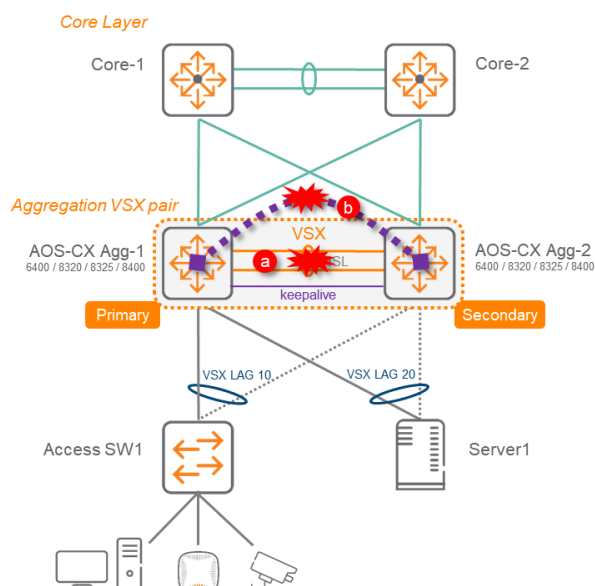 Core Layer
Core-1
Core-2
Aggregation VSX pair
b
VSX
AOS-CX Agg-1
6400 / 8320 / 8325 / 8400
a
AOS-CX Agg-2
6400 / 8320 / 8325 / 8400
keepalive
Primary
Secondary
VSX LAG 10
VSX LAG 20
Access SW1
Server1